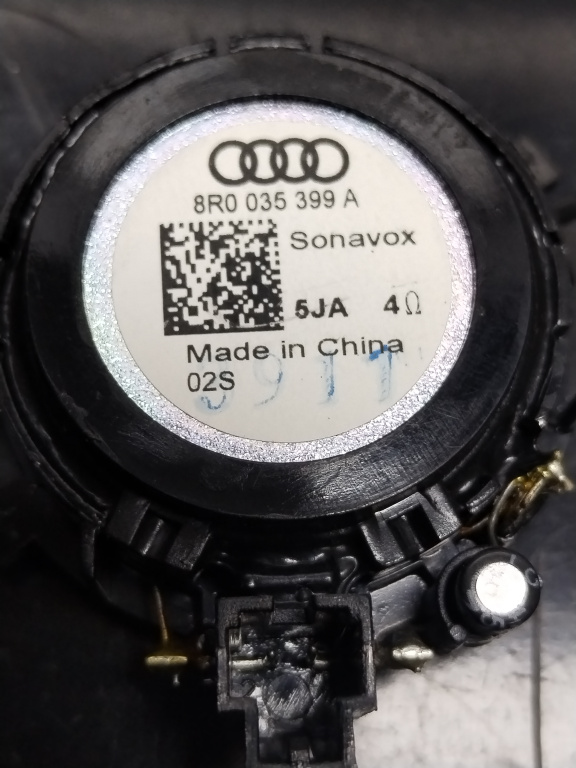 8R0 035 399 A
Sonavox
5JA 4Ω
Made in China
02S